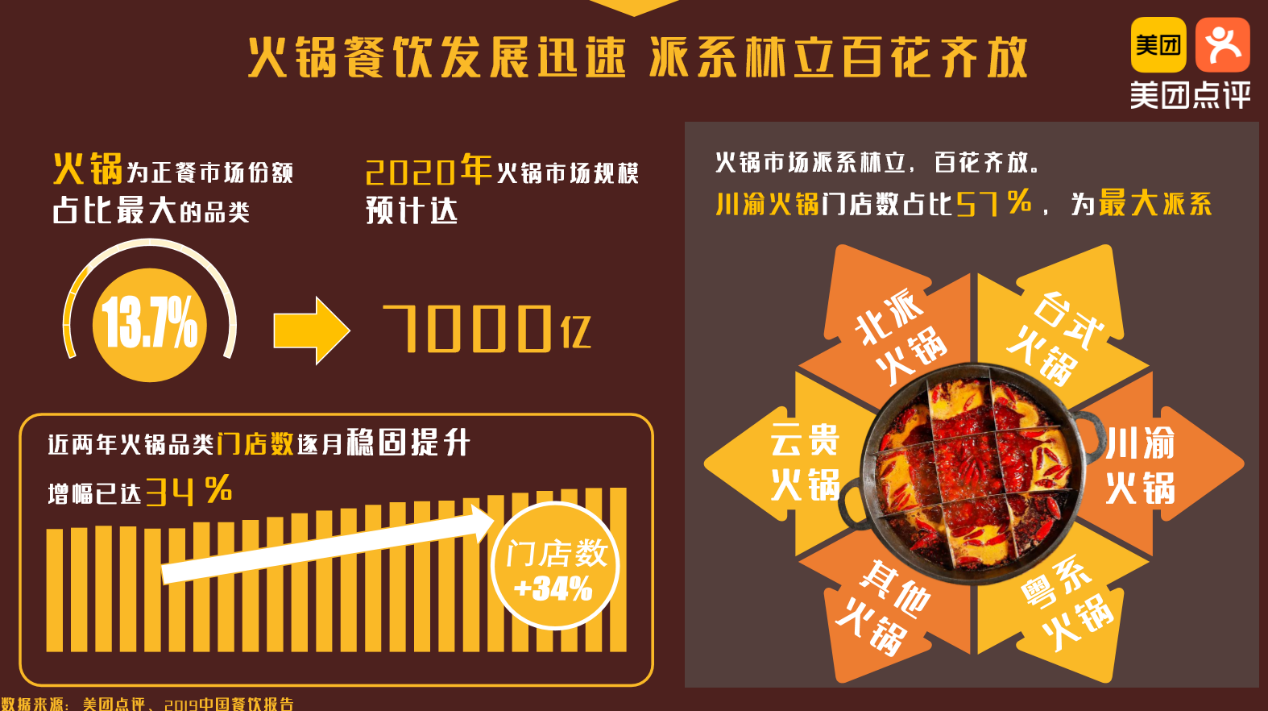 火锅餐饮发展迅速 派系林立百花齐放
美团
美团点评
火锅为正餐市场份额
占比最大的品类
13.7%
2020年火锅市场规模
预计达
7000亿
近两年火锅品类门店数逐月稳固提升
增幅已达34%
门店数
+34%
火锅市场派系林立，百花齐放。
川渝火锅门店数占比57%，为最大派系
北派
火锅
台式
火锅
云贵
火锅
川渝
火锅
其他
火锅
粤系
火锅
数据来源：美团点评、2019中国餐饮报告